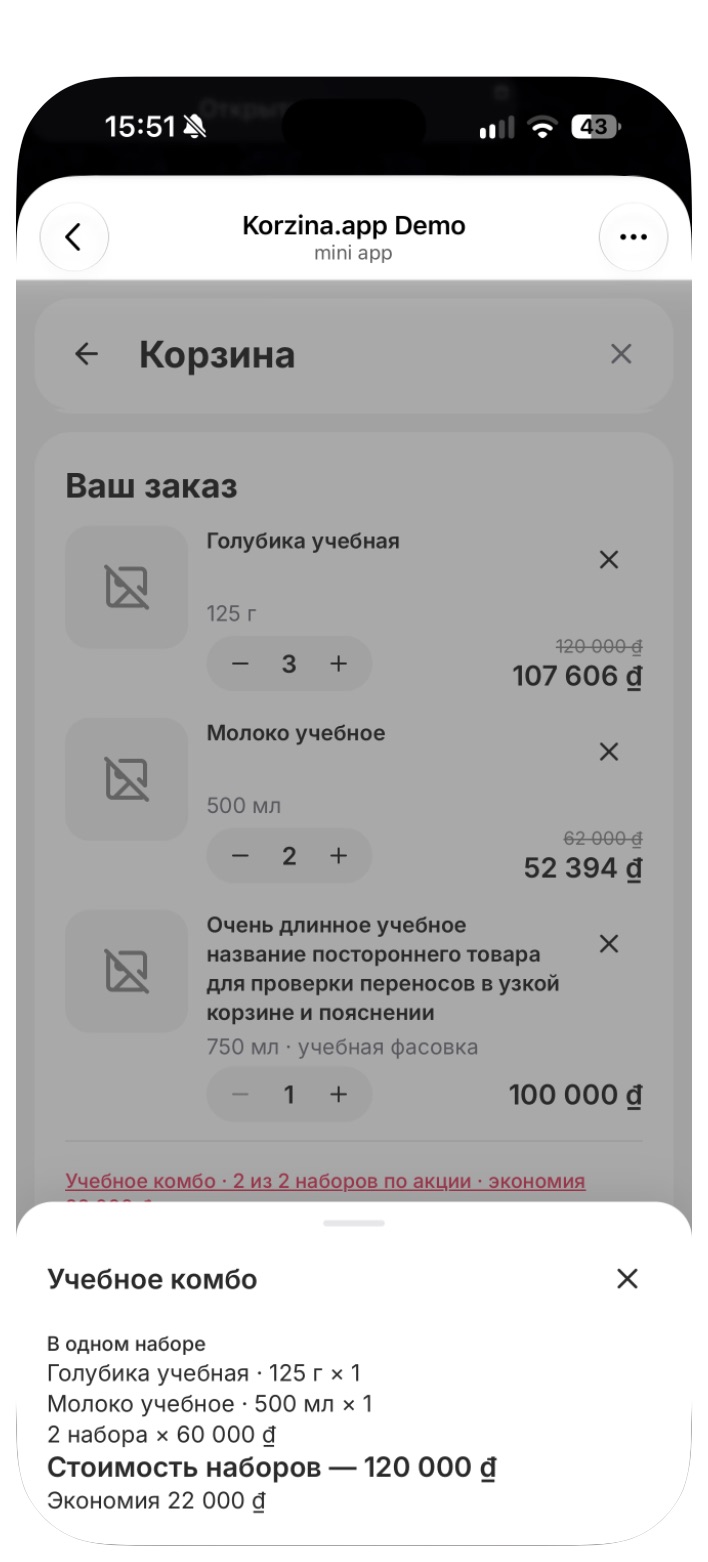 15:51
43
Korzina.app Demo
mini app
Корзина
Ваш заказ
Голубика учебная
125 г
120 000 ₫
3
107 606 ₫
Молоко учебное
500 мл
62 000 ₫
2
52 394 ₫
Очень длинное учебное
название постороннего товара
для проверки переносов в узкой
корзине и пояснении
750 мл · учебная фасовка
1
100 000 ₫
Учебное комбо · 2 из 2 наборов по акции · экономия
Учебное комбо
В одном наборе
Голубика учебная · 125 г × 1
Молоко учебное · 500 мл × 1
2 набора × 60 000 ₫
Стоимость наборов — 120 000 ₫
Экономия 22 000 ₫